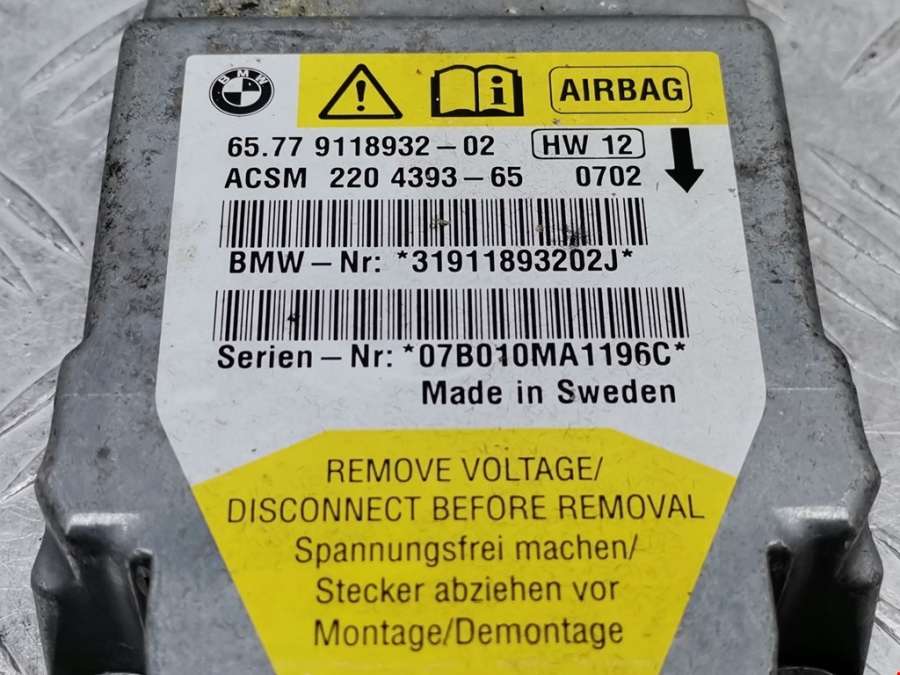 BMW
AIRBAG
65.77 9118932-02 HW 12
ACSM 220 4393-65 0702
BMW-Nr: *31911893202J*
Serien-Nr: *07B010MA1196C*
Made in Sweden
REMOVE VOLTAGE/
DISCONNECT BEFORE REMOVAL
Spannungsfrei machen/
Stecker abziehen vor
Montage/Demontage